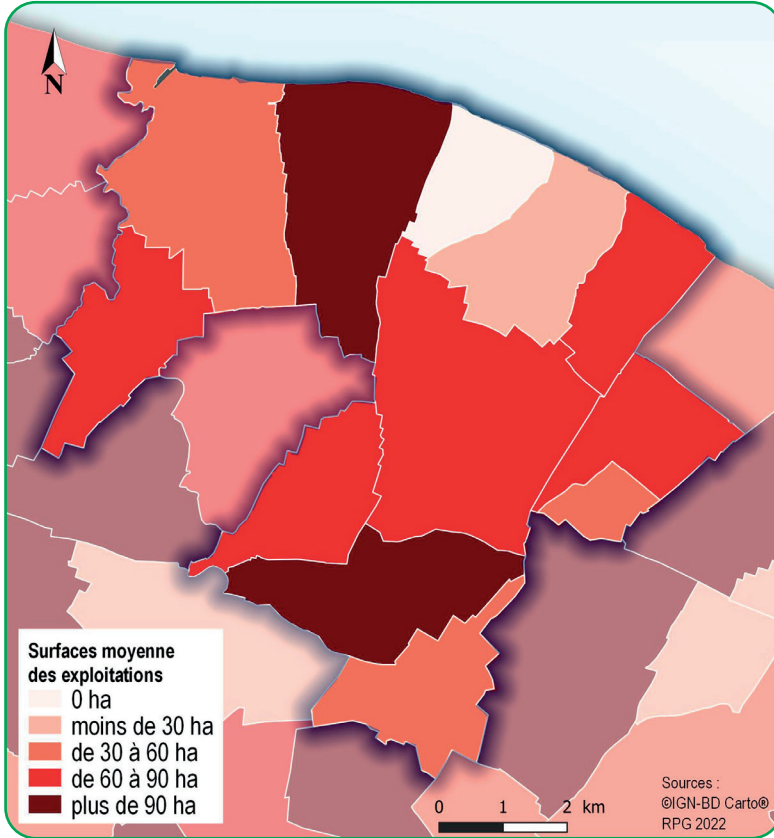 N
Surfaces moyenne
des exploitations
0 ha
moins de 30 ha
de 30 à 60 ha
de 60 à 90 ha
plus de 90 ha
0 1 2 km
Sources :
©IGN-BD Carto®
RPG 2022